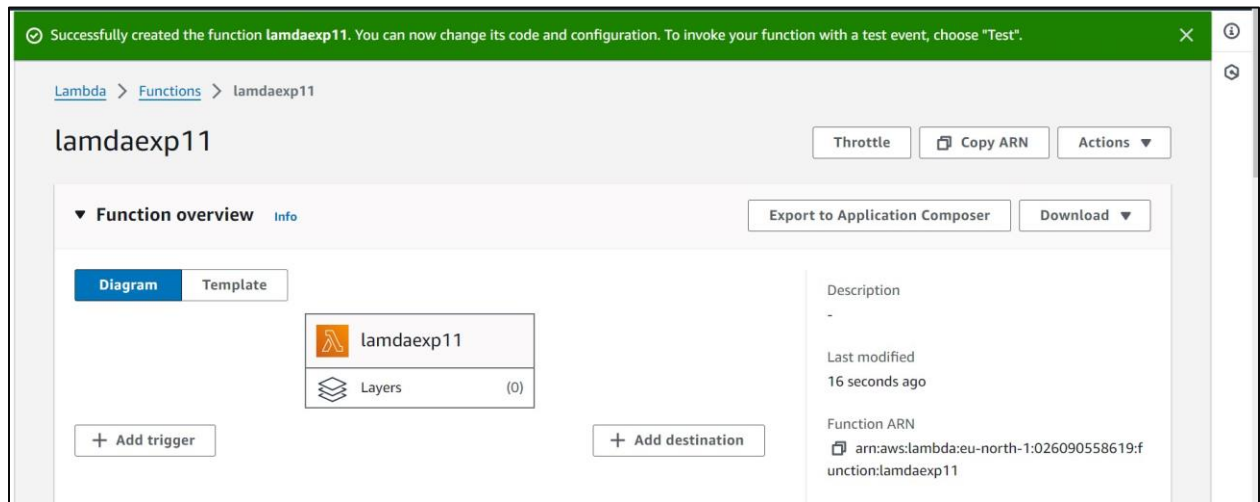 Successfully created the function lamdaexp11. You can now change its code and configuration. To invoke your function with a test event, choose "Test".
Lambda > Functions > lamdaexp11
lamdaexp11
Throttle
Copy ARN
Actions
Function overview Info
Export to Application Composer
Download
Diagram
Template
lamdaexp11
Layers (0)
+ Add trigger
+ Add destination
Description
-
Last modified
16 seconds ago
Function ARN
arn:aws:lambda:eu-north-1:026090558619:f
unction:lamdaexp11